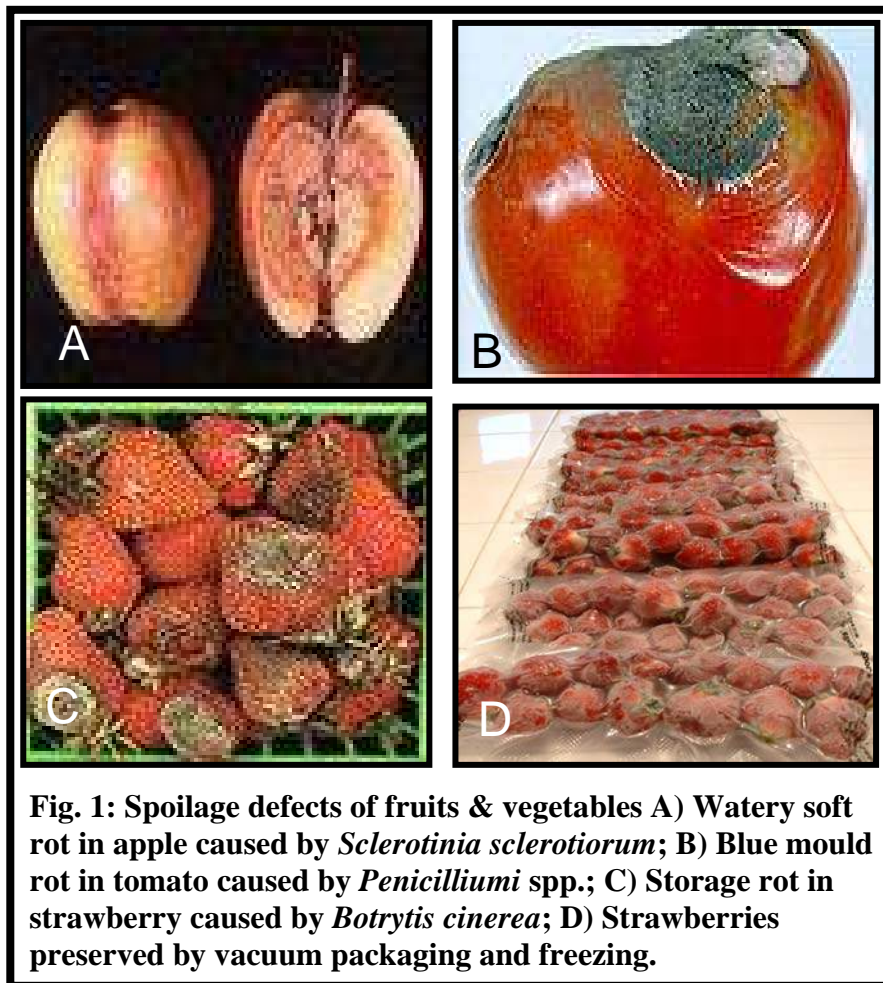 A
B
C
D
Fig. 1: Spoilage defects of fruits & vegetables A) Watery soft
rot in apple caused by Sclerotinia sclerotiorum; B) Blue mould
rot in tomato caused by Penicilliumi spp.; C) Storage rot in
strawberry caused by Botrytis cinerea; D) Strawberries
preserved by vacuum packaging and freezing.